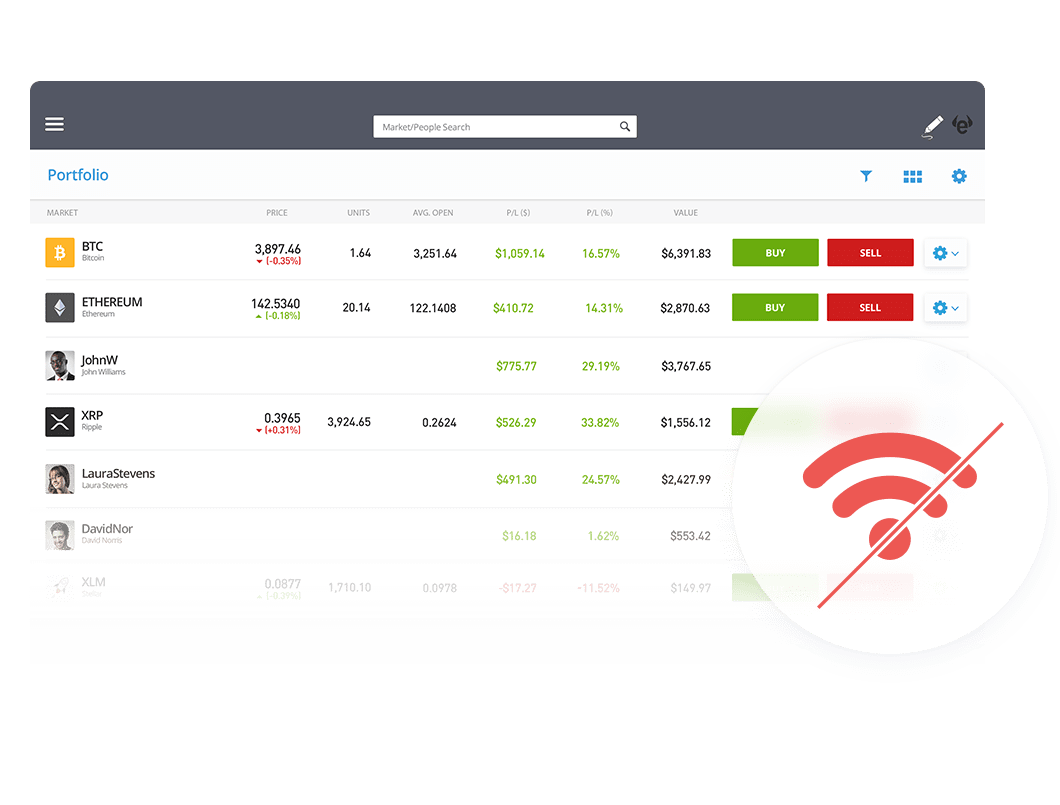 Market/People Search
Portfolio
MARKET PRICE UNITS AVG. OPEN P/L ($) P/L (%) VALUE
BTC
Bitcoin
3,897.46
(-0.35%)
1.64 3,251.64 $1,059.14 16.57% $6,391.83 BUY SELL
ETHEREUM
Ethereum
142.5340
(-0.18%)
20.14 122.1408 $410.72 14.31% $2,870.63 BUY SELL
JohnW
John Williams
$775.77 29.19% $3,767.65
XRP
Ripple
0.3965
(+0.31%)
3,924.65 0.2624 $526.29 33.82% $1,556.12
LauraStevens
Laura Stevens
$491.30 24.57% $2,427.99
DavidNor
David Norris
$16.18 1.62% $553.42
XLM
0.0877
(-0.39%)
1,710.10 0.0978 -$17.27 -11.52% $149.97